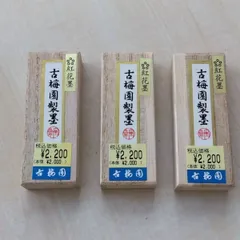 紅花墨
古梅園製墨
税込価格
¥2,200
(本体 ¥2,000)
古梅園
紅花墨
古梅園製墨
税込価格
¥2,200
(本体 ¥2,000)
古梅園
紅花墨
古梅園製墨
税込価格
¥2,200
(本体 ¥2,000)
古梅園